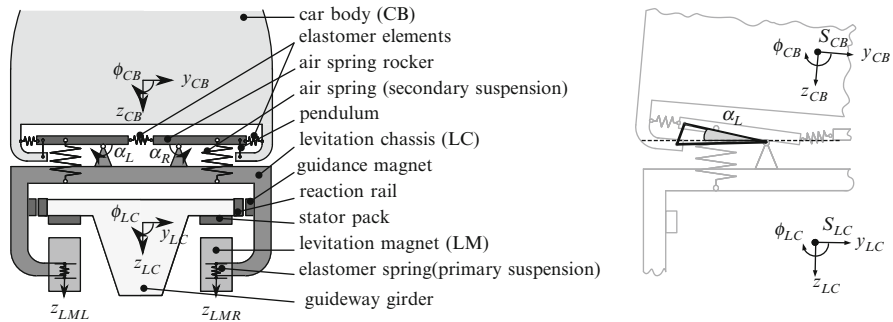 car body (CB)
elastomer elements
air spring rocker
air spring (secondary suspension)
pendulum
levitation chassis (LC)
guidance magnet
reaction rail
stator pack
levitation magnet (LM)
elastomer spring(primary suspension)
guideway girder
ϕCB
yCB
zCB
αL
αR
ϕLC
yLC
zLC
zLML
zLMR
SCB
ϕCB
yCB
zCB
αL
SLC
ϕLC
yLC
zLC